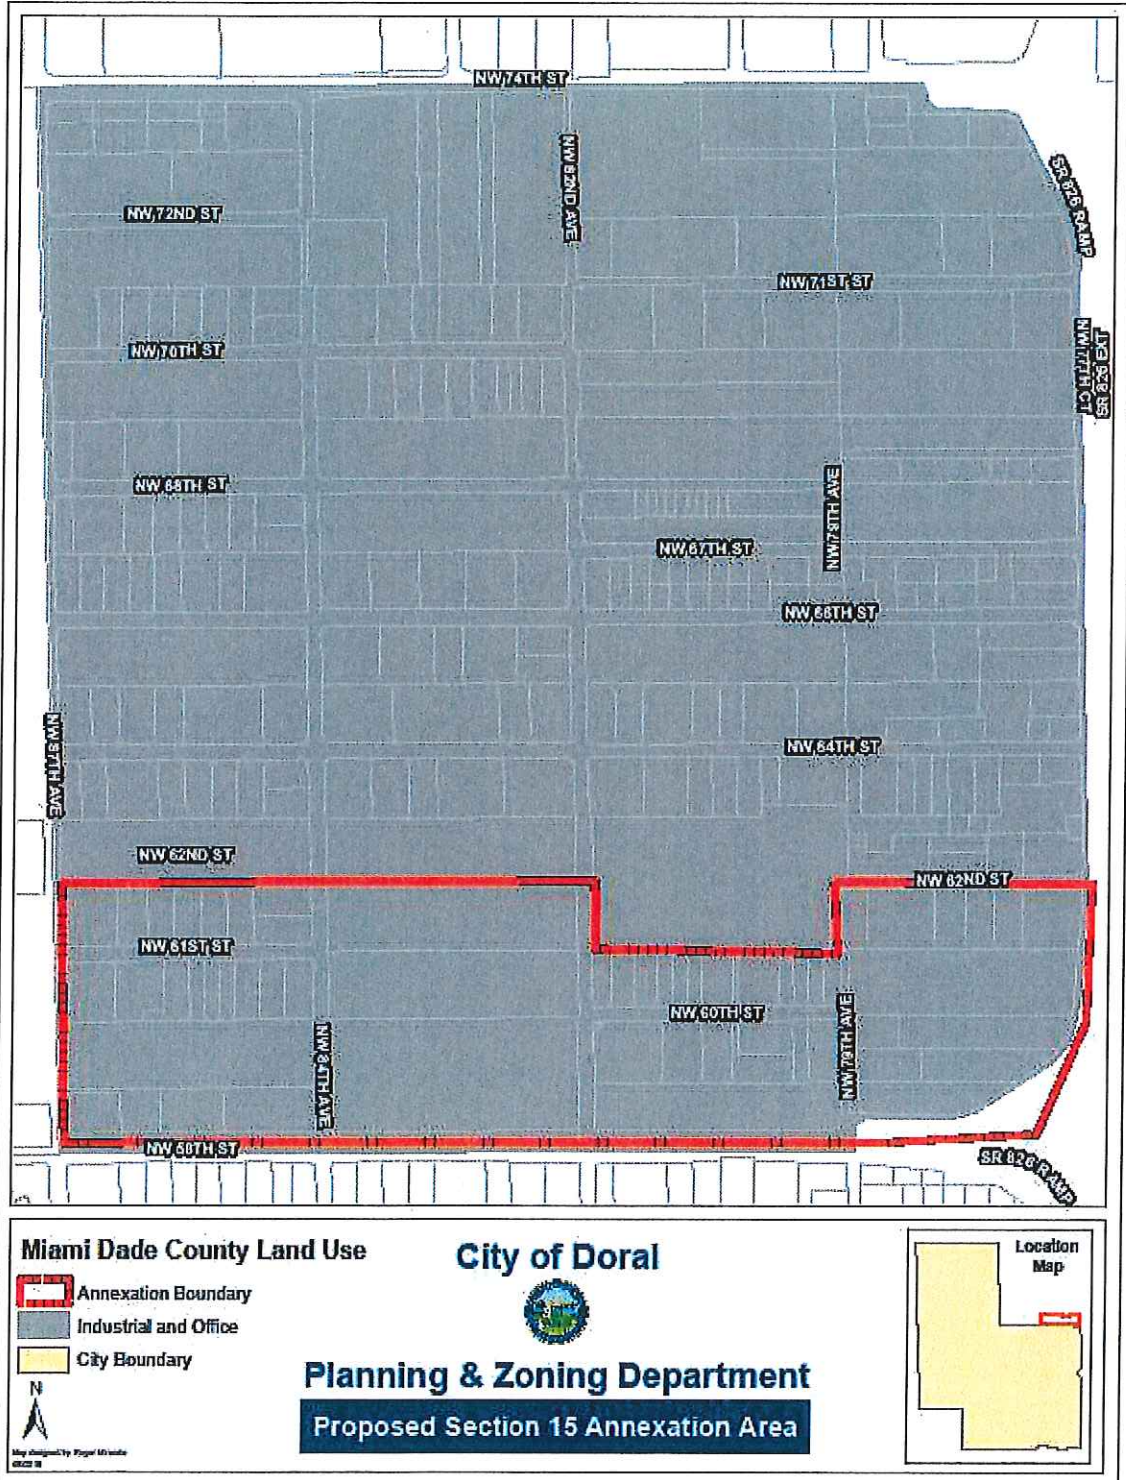 NW 74TH ST
NW 82ND AVE
SR 826 RAMP
NW 72ND ST
NW 71ST ST
NW 77TH CT
SR 826 EXT
NW 70TH ST
NW 68TH ST
NW 79TH AVE
NW 67TH ST
NW 66TH ST
NW 87TH AVE
NW 64TH ST
NW 62ND ST
NW 62ND ST
NW 61ST ST
NW 60TH ST
NW 84TH AVE
NW 79TH AVE
NW 58TH ST
SR 826 RAMP
Miami Dade County Land Use
Annexation Boundary
Industrial and Office
City Boundary
N
City of Doral
Planning & Zoning Department
Proposed Section 15 Annexation Area
Location
Map